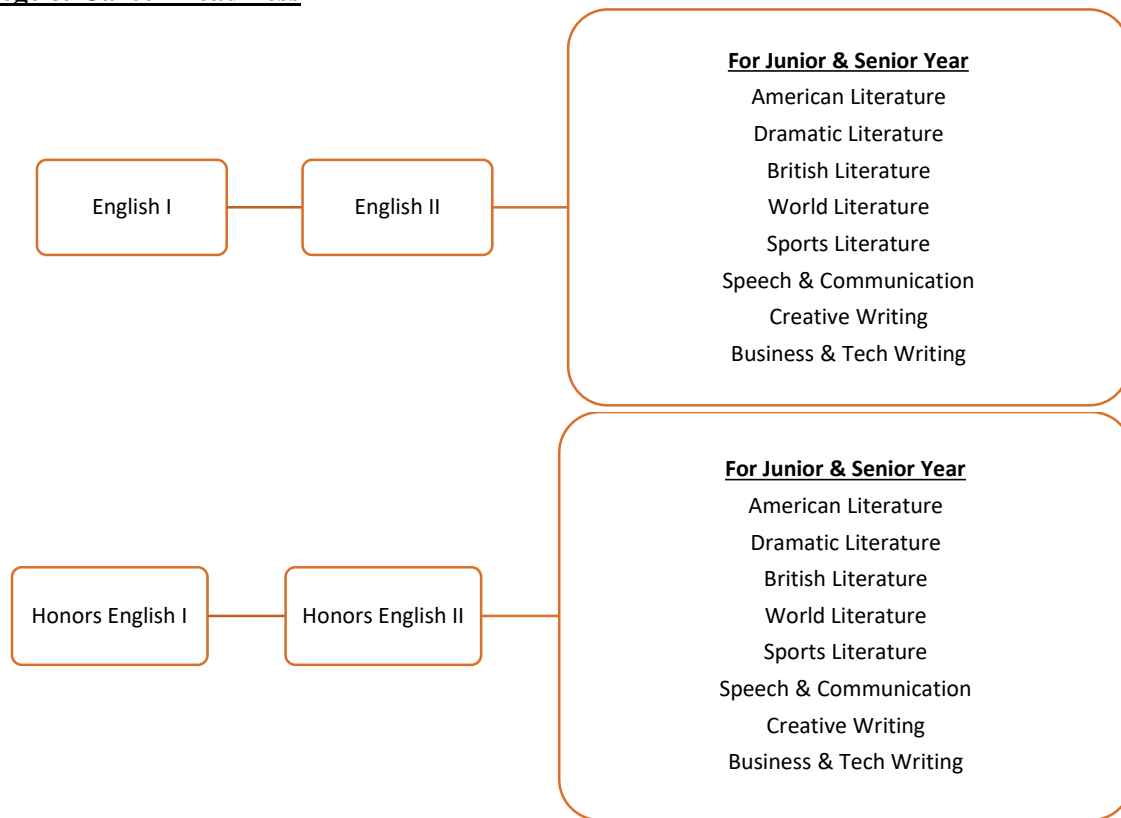 For Junior & Senior Year
American Literature
Dramatic Literature
British Literature
World Literature
Sports Literature
Speech & Communication
Creative Writing
Business & Tech Writing
English I
English II
For Junior & Senior Year
American Literature
Dramatic Literature
British Literature
World Literature
Sports Literature
Speech & Communication
Creative Writing
Business & Tech Writing
Honors English I
Honors English II